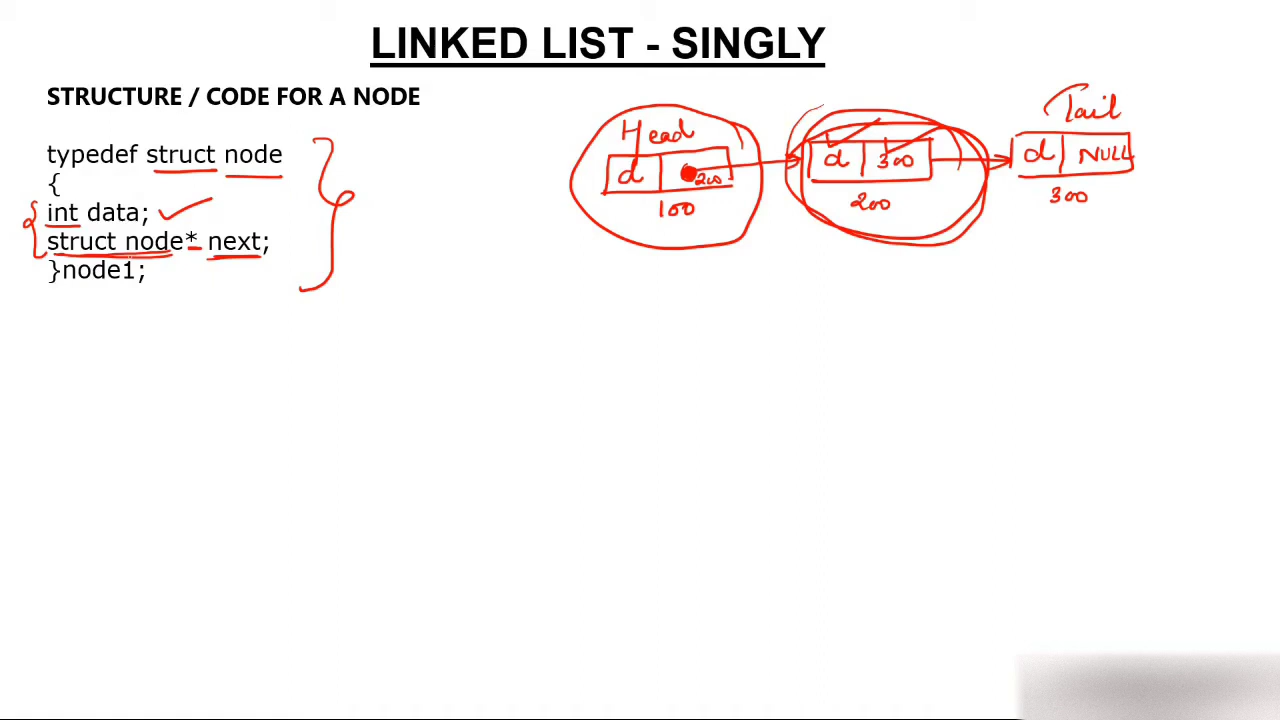 LINKED LIST - SINGLY
STRUCTURE / CODE FOR A NODE
typedef struct node
{
int data;
struct node* next;
}node1;
Head
d 200
100
d 300
200
Tail
d NULL
300